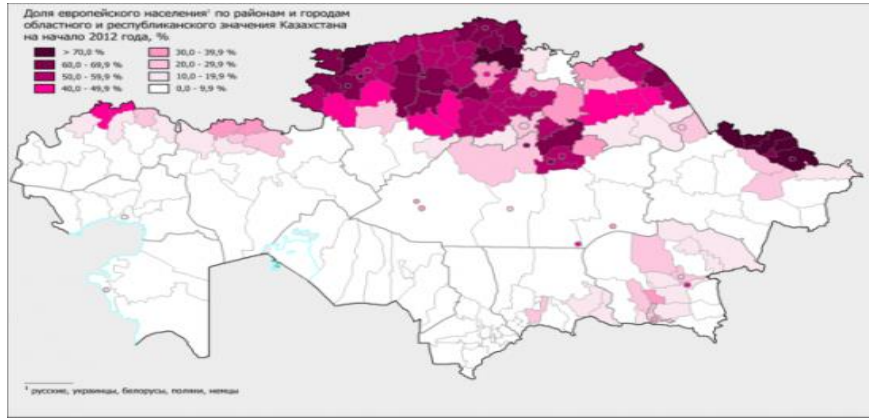 Доля европейского населения¹ по районам и городам
областного и республиканского значения Казахстана
на начало 2012 года, %
> 70,0 %
60,0 - 69,9 %
50,0 - 59,9 %
40,0 - 49,9 %
30,0 - 39,9 %
20,0 - 29,9 %
10,0 - 19,9 %
0,0 - 9,9 %
¹ русские, украинцы, белорусы, поляки, немцы